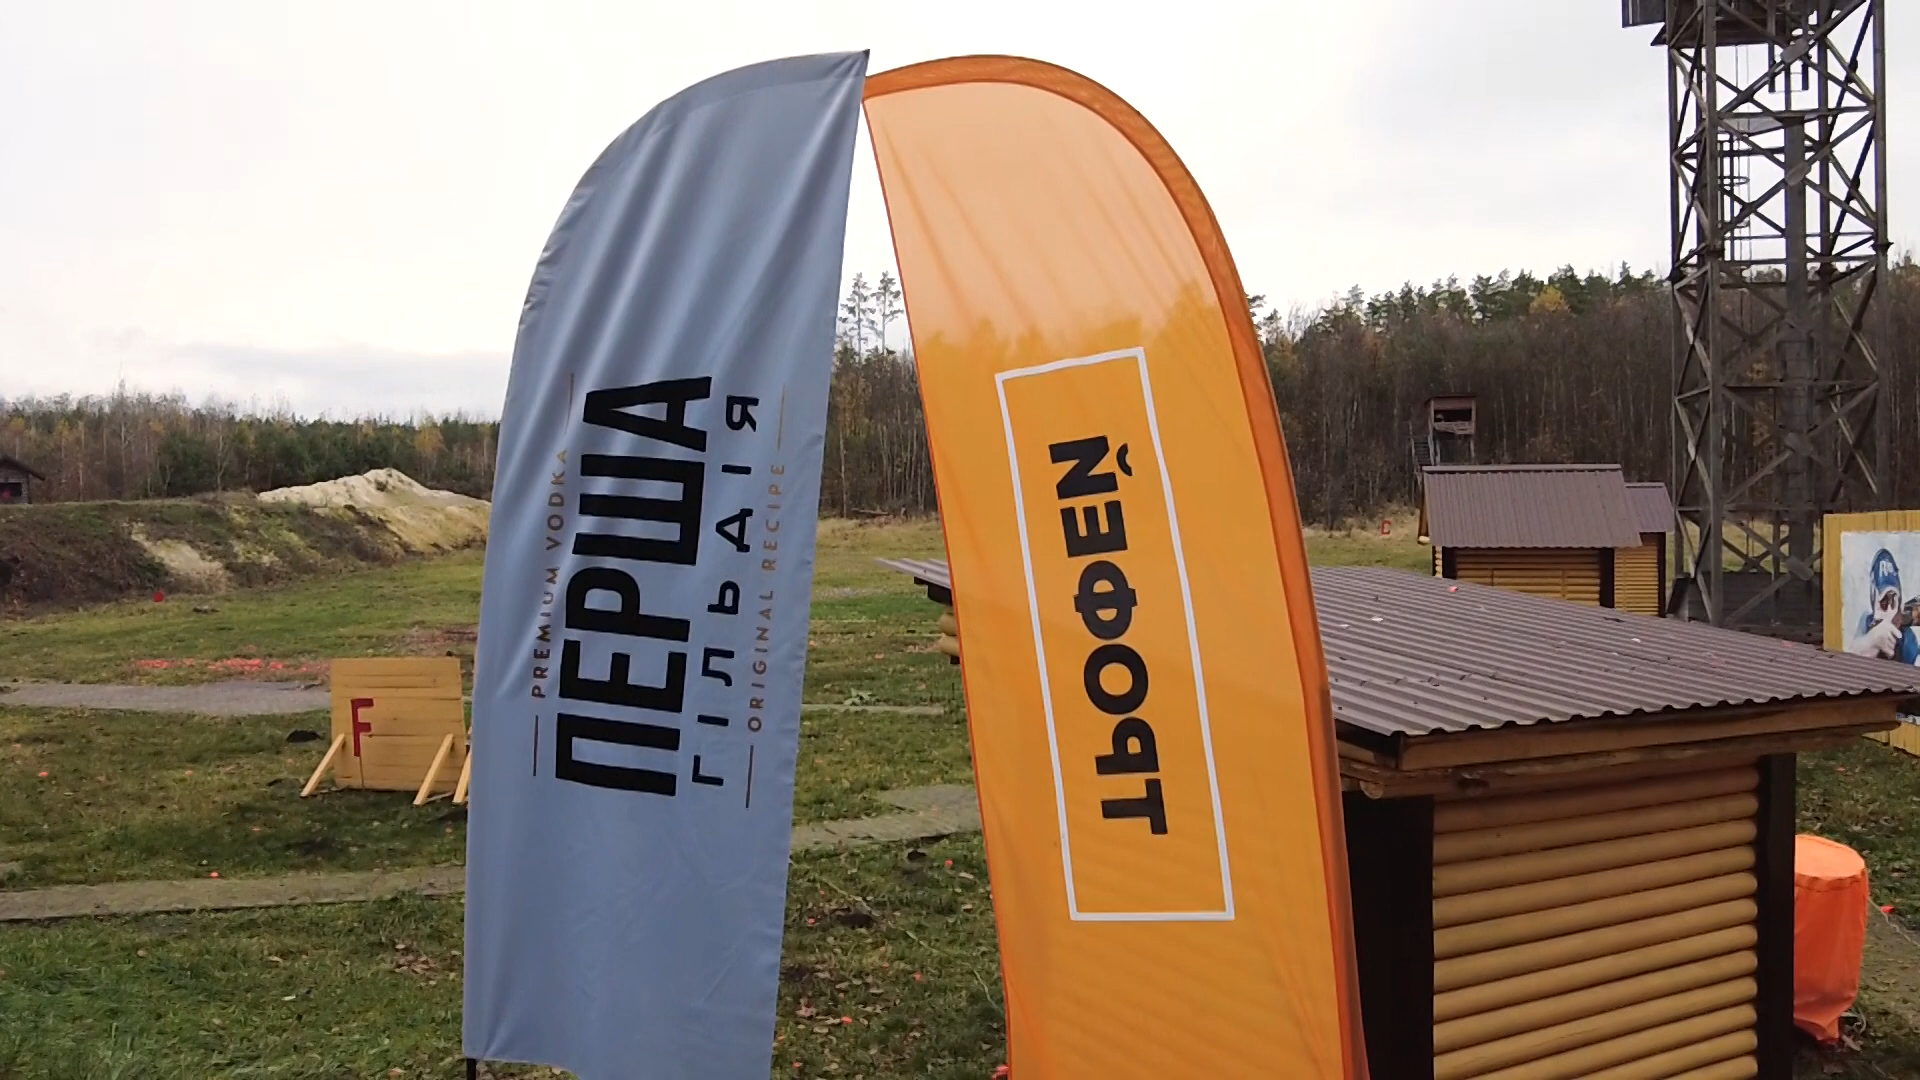 PREMIUM VODKA
ПЕРША
ГІЛЬДІЯ
ORIGINAL RECIPE
ТРОФЕЙ
F